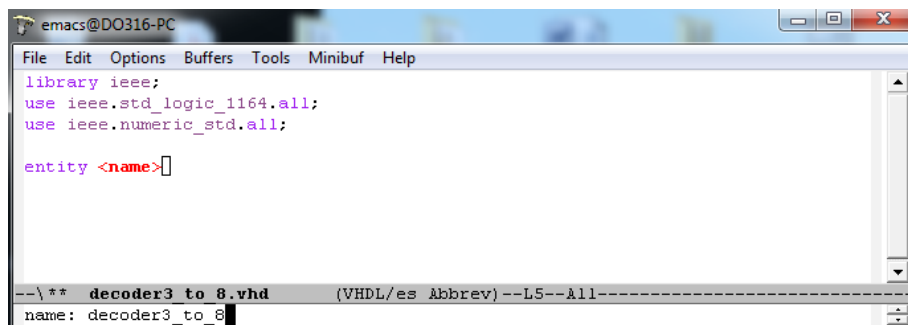 emacs@DO316-PC
File Edit Options Buffers Tools Minibuf Help
library ieee;
use ieee.std_logic_1164.all;
use ieee.numeric_std.all;
entity <name>
--\** decoder3_to_8.vhd (VHDL/es Abbrev)--L5--All------------------------------
name: decoder3_to_8